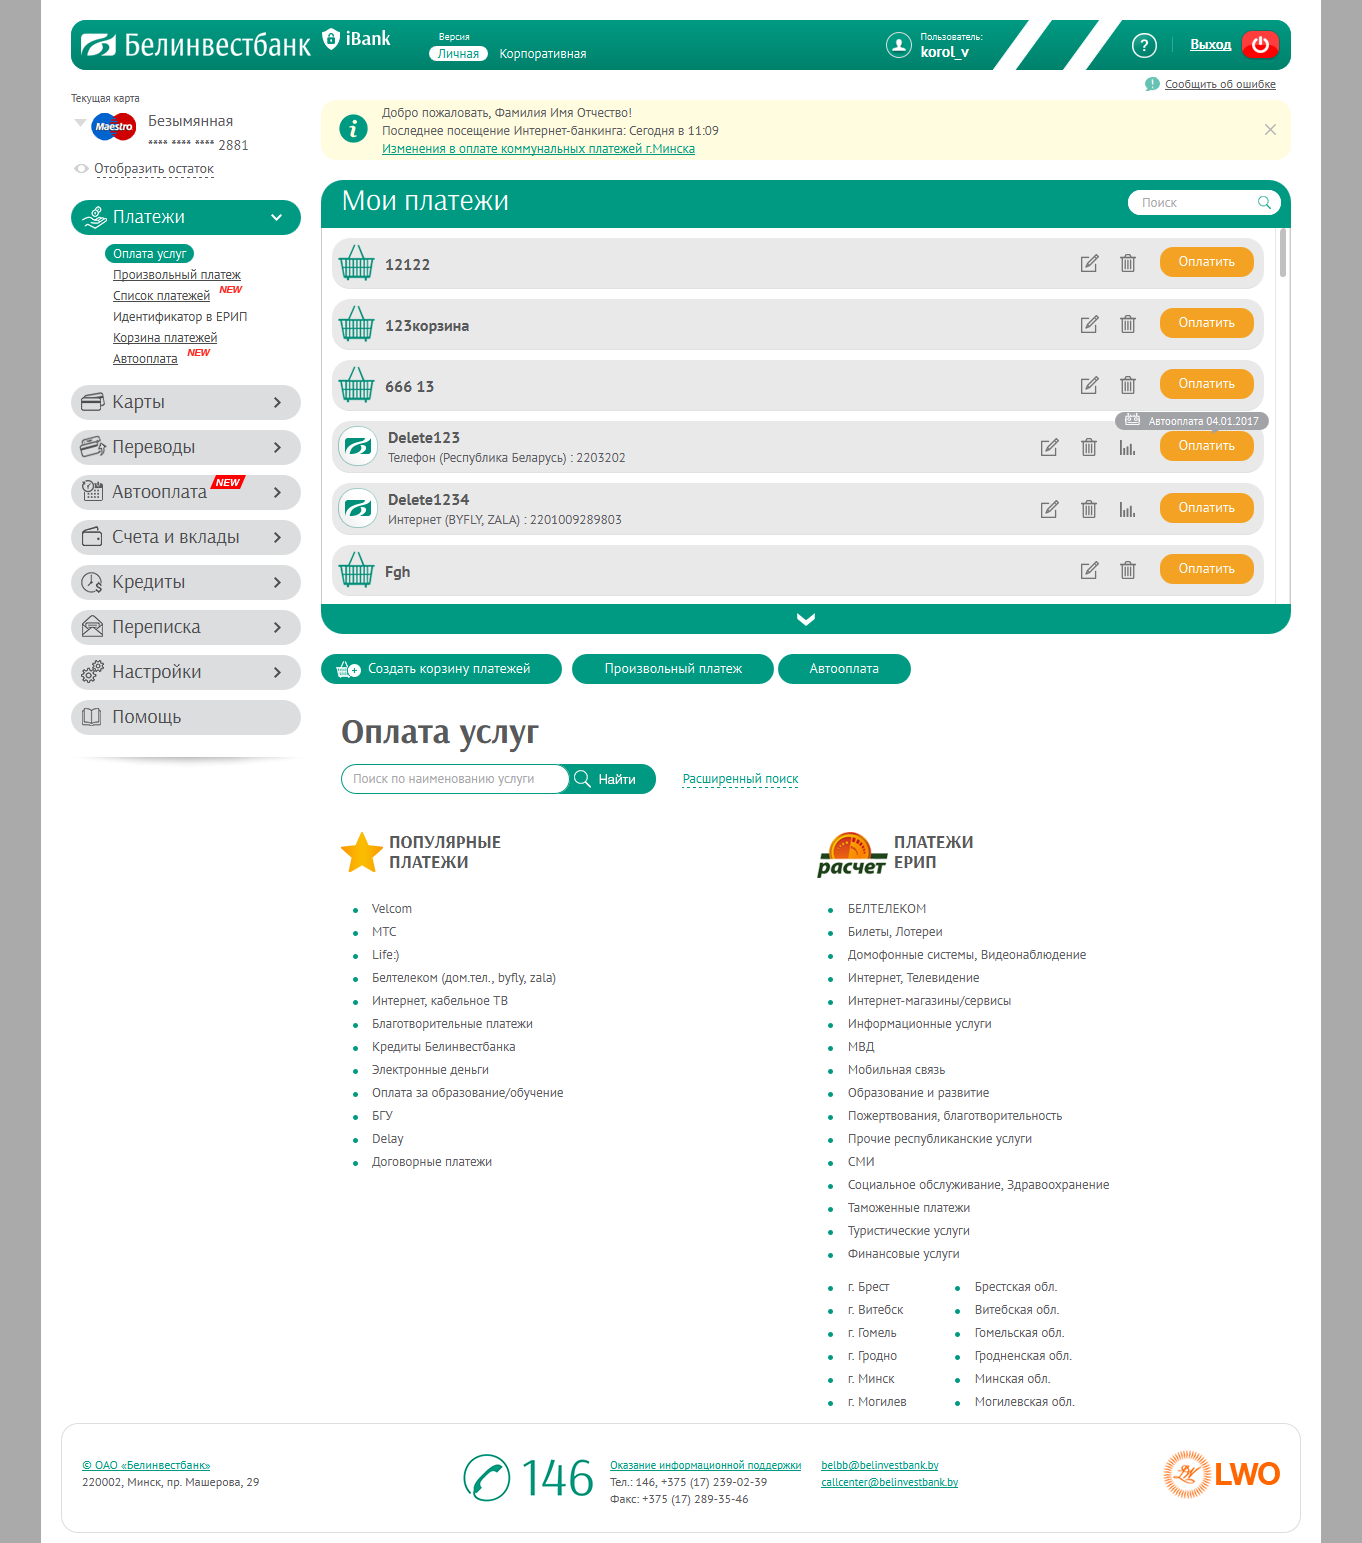 Белинвестбанк
iBank
Версия
Личная
Корпоративная
Пользователь:
korol_v
?
Выход
Сообщить об ошибке
Текущая карта
Maestro
Безымянная
**** **** **** 2881
Отобразить остаток
Добро пожаловать, Фамилия Имя Отчество!
Последнее посещение Интернет-банкинга: Сегодня в 11:09
Изменения в оплате коммунальных платежей г.Минска
Платежи
Оплата услуг
Произвольный платеж
Список платежей NEW
Идентификатор в ЕРИП
Корзина платежей
Автооплата NEW
Карты
Переводы
Автооплата NEW
Счета и вклады
Кредиты
Переписка
Настройки
Помощь
Мои платежи
Поиск
12122
Оплатить
123корзина
Оплатить
666 13
Оплатить
Автооплата 04.01.2017
Delete123
Телефон (Республика Беларусь) : 2203202
Оплатить
Delete1234
Интернет (BYFLY, ZALA) : 2201009289803
Оплатить
Fgh
Оплатить
Создать корзину платежей
Произвольный платеж
Автооплата
Оплата услуг
Поиск по наименованию услуги
Найти
Расширенный поиск
ПОПУЛЯРНЫЕ
ПЛАТЕЖИ
Velcom
МТС
Life:)
Белтелеком (дом.тел., byfly, zala)
Интернет, кабельное ТВ
Благотворительные платежи
Кредиты Белинвестбанка
Электронные деньги
Оплата за образование/обучение
БГУ
Delay
Договорные платежи
расчет
ПЛАТЕЖИ
ЕРИП
БЕЛТЕЛЕКОМ
Билеты, Лотереи
Домофонные системы, Видеонаблюдение
Интернет, Телевидение
Интернет-магазины/сервисы
Информационные услуги
МВД
Мобильная связь
Образование и развитие
Пожертвования, благотворительность
Прочие республиканские услуги
СМИ
Социальное обслуживание, Здравоохранение
Таможенные платежи
Туристические услуги
Финансовые услуги
г. Брест
г. Витебск
г. Гомель
г. Гродно
г. Минск
г. Могилев
Брестская обл.
Витебская обл.
Гомельская обл.
Гродненская обл.
Минская обл.
Могилевская обл.
© ОАО «Белинвестбанк»
220002, Минск, пр. Машерова, 29
146
Оказание информационной поддержки
Тел.: 146, +375 (17) 239-02-39
Факс: +375 (17) 289-35-46
belbb@belinvestbank.by
callcenter@belinvestbank.by
LWO